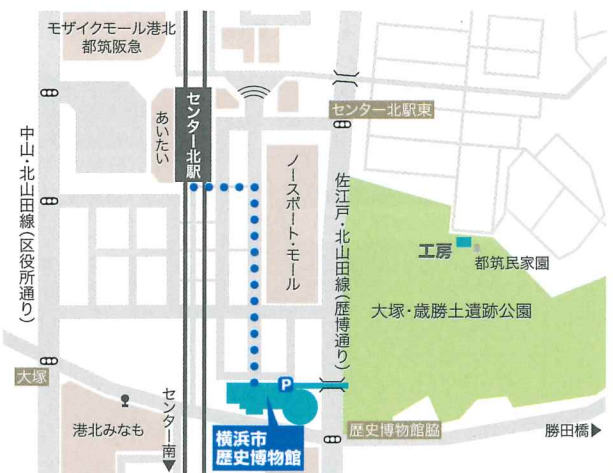 モザイクモール港北
都筑阪急
センター北駅
あいたい
センター北駅東
中山・北山田線(区役所通り)
ノースポート・モール
佐江戸・北山田線(歴博通り)
工房
都筑民家園
大塚・歳勝土遺跡公園
大塚
P
港北みなも
センター南▼
横浜市
歴史博物館
歴史博物館脇
勝田橋▶